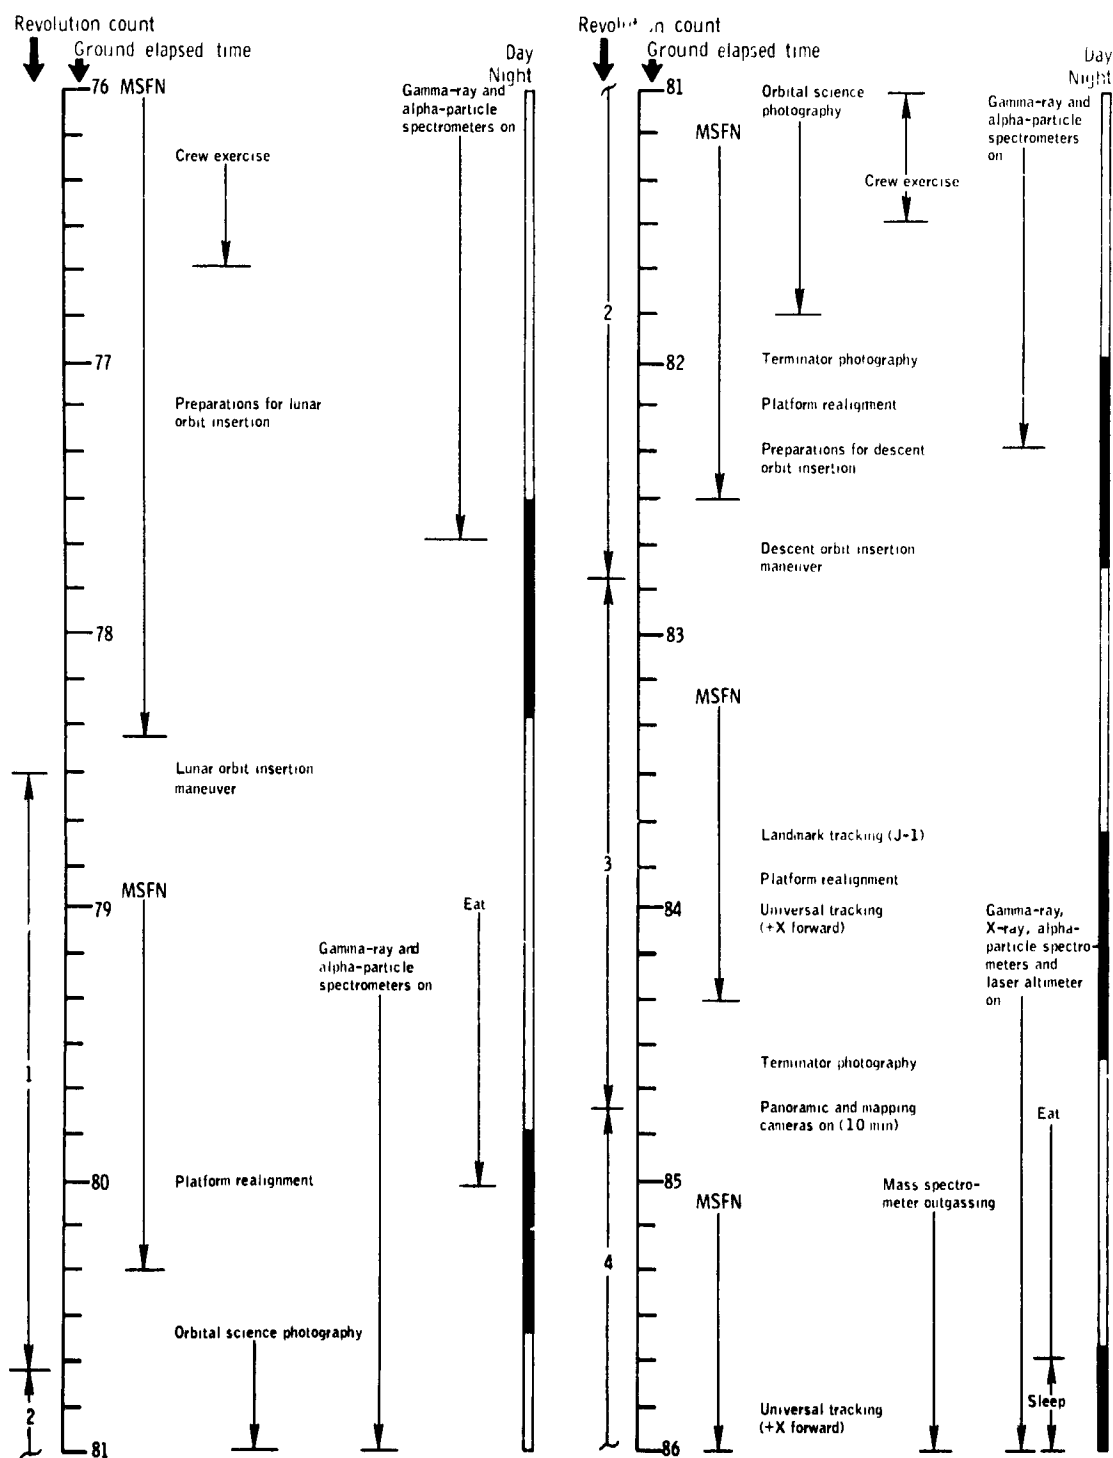 Revolution count
Ground elapsed time
Day
Night
76
MSFN
Gamma-ray and
alpha-particle
spectrometers on
Crew exercise
77
Preparations for lunar
orbit insertion
78
Lunar orbit insertion
maneuver
MSFN
79
Eat
Gamma-ray and
alpha-particle
spectrometers on
1
80
Platform realignment
Orbital science photography
2
81
Revolution count
Ground elapsed time
Day
Night
81
Orbital science
photography
Gamma-ray and
alpha-particle
spectrometers
on
MSFN
Crew exercise
2
82
Terminator photography
Platform realignment
Preparations for descent
orbit insertion
Descent orbit insertion
maneuver
83
MSFN
Landmark tracking (J-1)
3
Platform realignment
84
Universal tracking
(+X forward)
Gamma-ray,
X-ray, alpha-
particle spectro-
meters and
laser altimeter
on
Terminator photography
Panoramic and mapping
cameras on (10 min)
Eat
85
Mass spectro-
meter outgassing
MSFN
4
Sleep
Universal tracking
(+X forward)
86